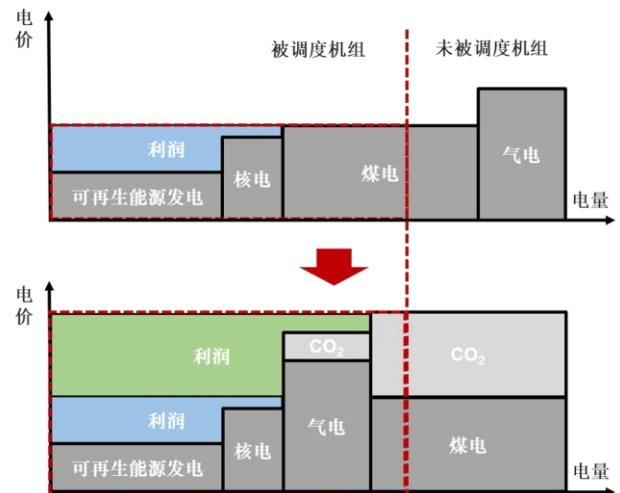 电
价
被调度机组
未被调度机组
利润
可再生能源发电
核电
煤电
气电
电量
电
价
利润
CO₂
CO₂
利润
可再生能源发电
核电
气电
煤电
电量